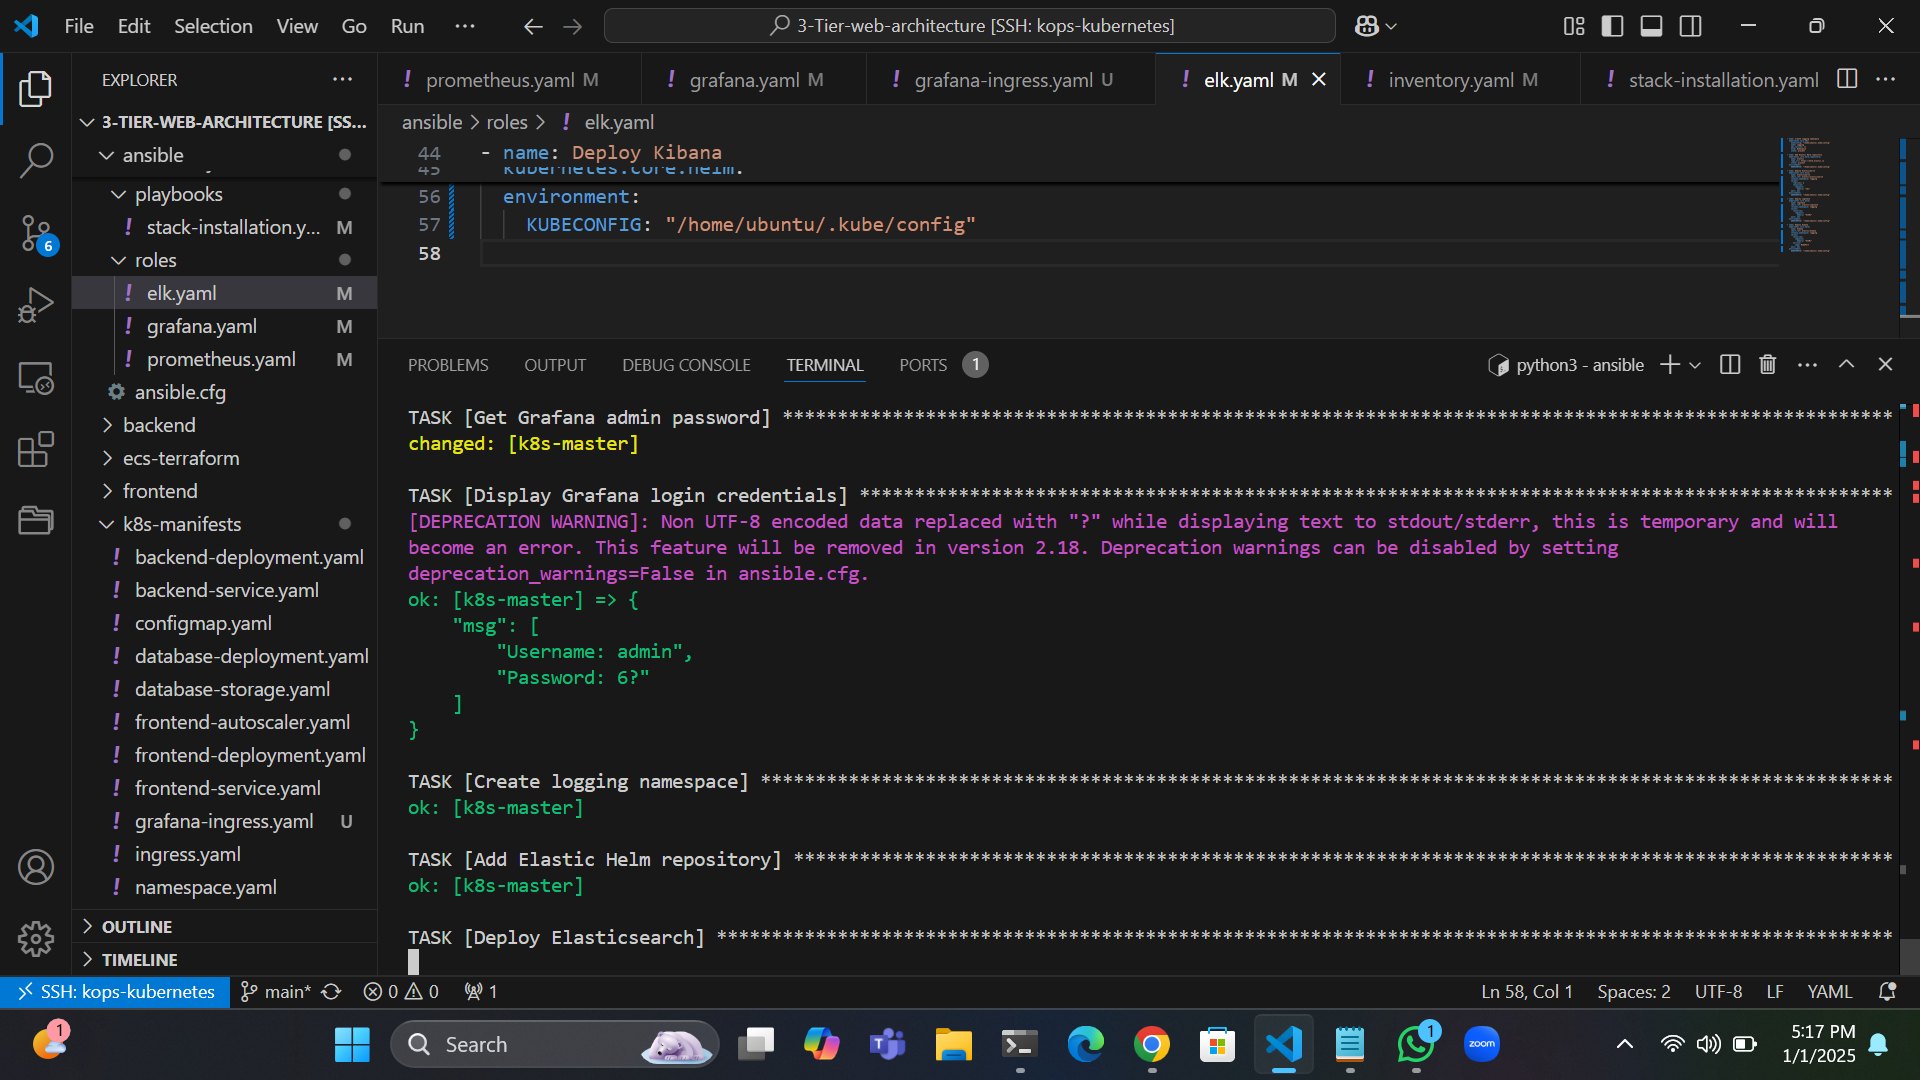 File Edit Selection View Go Run ···
3-Tier-web-architecture [SSH: kops-kubernetes]
EXPLORER
3-TIER-WEB-ARCHITECTURE [SS...
ansible
playbooks
! stack-installation.y... M
roles
! elk.yaml M
! grafana.yaml M
! prometheus.yaml M
ansible.cfg
backend
ecs-terraform
frontend
k8s-manifests
! backend-deployment.yaml
! backend-service.yaml
! configmap.yaml
! database-deployment.yaml
! database-storage.yaml
! frontend-autoscaler.yaml
! frontend-deployment.yaml
! frontend-service.yaml
! grafana-ingress.yaml U
! ingress.yaml
! namespace.yaml
OUTLINE
TIMELINE
6
! prometheus.yaml M ! grafana.yaml M ! grafana-ingress.yaml U ! elk.yaml M ! inventory.yaml M ! stack-installation.yaml
ansible > roles > ! elk.yaml
44 - name: Deploy Kibana
45 kubernetes.core.helm:
56 environment:
57 KUBECONFIG: "/home/ubuntu/.kube/config"
58
PROBLEMS OUTPUT DEBUG CONSOLE TERMINAL PORTS 1
python3 - ansible
TASK [Get Grafana admin password] *****************************************************************************************************
changed: [k8s-master]
TASK [Display Grafana login credentials] **********************************************************************************************
[DEPRECATION WARNING]: Non UTF-8 encoded data replaced with "?" while displaying text to stdout/stderr, this is temporary and will
become an error. This feature will be removed in version 2.18. Deprecation warnings can be disabled by setting
deprecation_warnings=False in ansible.cfg.
ok: [k8s-master] => {
"msg": [
"Username: admin",
"Password: 6?"
]
}
TASK [Create logging namespace] *******************************************************************************************************
ok: [k8s-master]
TASK [Add Elastic Helm repository] ****************************************************************************************************
ok: [k8s-master]
TASK [Deploy Elasticsearch] ***********************************************************************************************************
SSH: kops-kubernetes main* 0 0 1
Ln 58, Col 1 Spaces: 2 UTF-8 LF YAML
1
Search
1
zoom
5:17 PM
1/1/2025